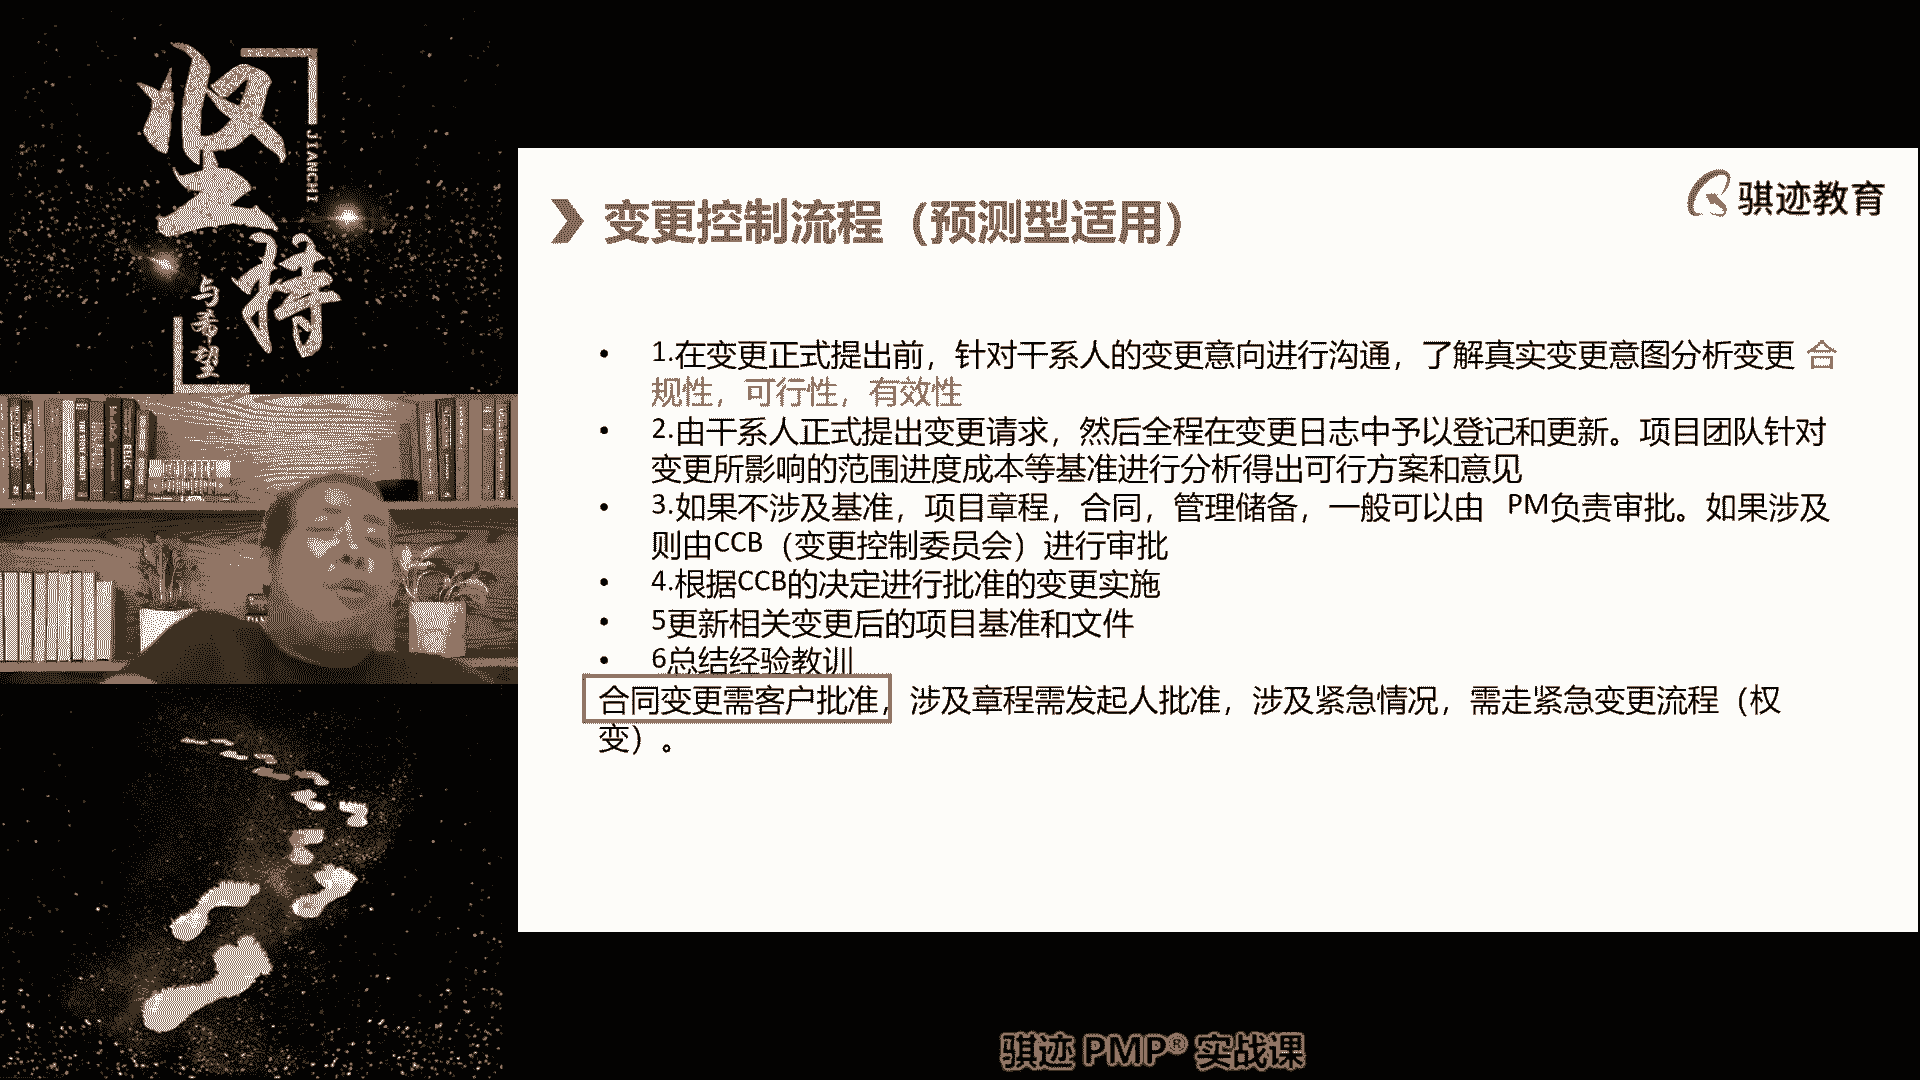 坚
持
JIANCHI
与希望
骐迹教育
变更控制流程（预测型适用）
• 1.在变更正式提出前，针对干系人的变更意向进行沟通，了解真实变更意图分析变更 合
规性，可行性，有效性
• 2.由干系人正式提出变更请求，然后全程在变更日志中予以登记和更新。项目团队针对
变更所影响的范围进度成本等基准进行分析得出可行方案和意见
• 3.如果不涉及基准，项目章程，合同，管理储备，一般可以由 PM负责审批。如果涉及
则由CCB（变更控制委员会）进行审批
• 4.根据CCB的决定进行批准的变更实施
• 5更新相关变更后的项目基准和文件
• 6总结经验教训
合同变更需客户批准，涉及章程需发起人批准，涉及紧急情况，需走紧急变更流程（权
变）。
骐迹 PMP® 实战课